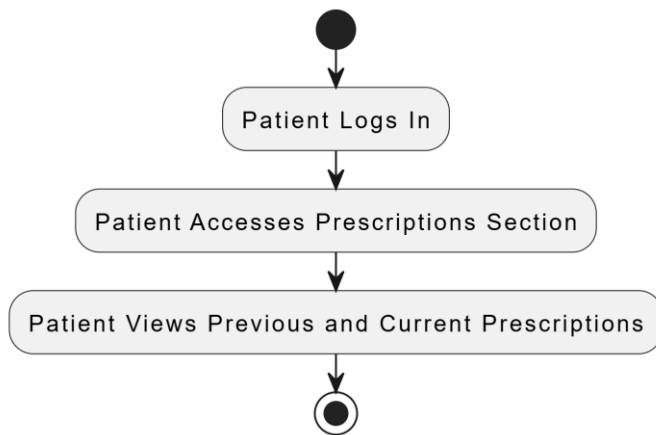 Patient Logs In
Patient Accesses Prescriptions Section
Patient Views Previous and Current Prescriptions